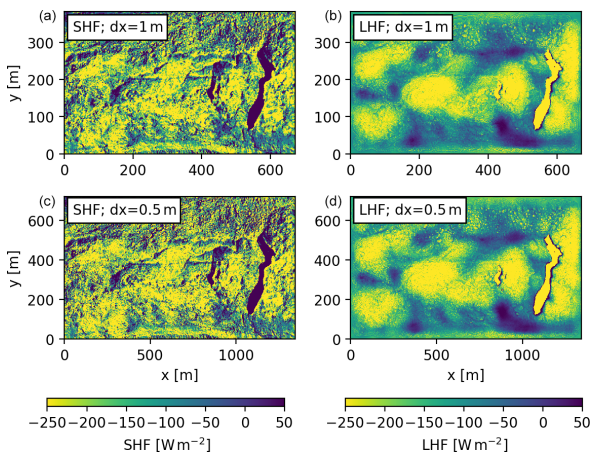 (a) SHF; dx=1 m (b) LHF; dx=1 m
300 300
200 200
y [m]
100 100
0 0
0 200 400 600 0 200 400 600
(c) SHF; dx=0.5 m (d) LHF; dx=0.5 m
600 600
400 400
y [m]
200 200
0 0
0 500 1000 0 500 1000
x [m] x [m]
−250 −200 −150 −100 −50 0 50 −250 −200 −150 −100 −50 0 50
SHF [W m⁻²] LHF [W m⁻²]